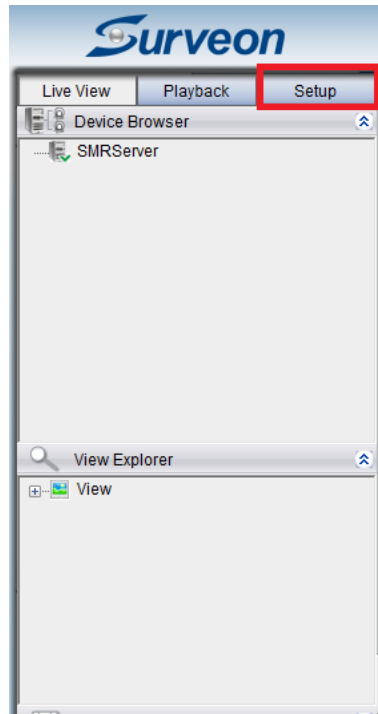 Surveon
Live View Playback Setup
Device Browser
SMRServer
View Explorer
View